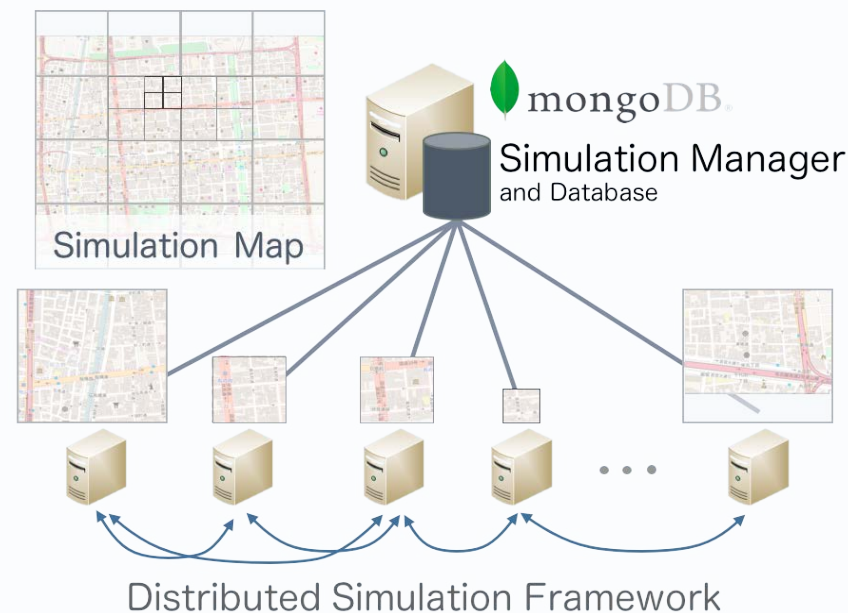 mongoDB
Simulation Manager
and Database
Simulation Map
Distributed Simulation Framework